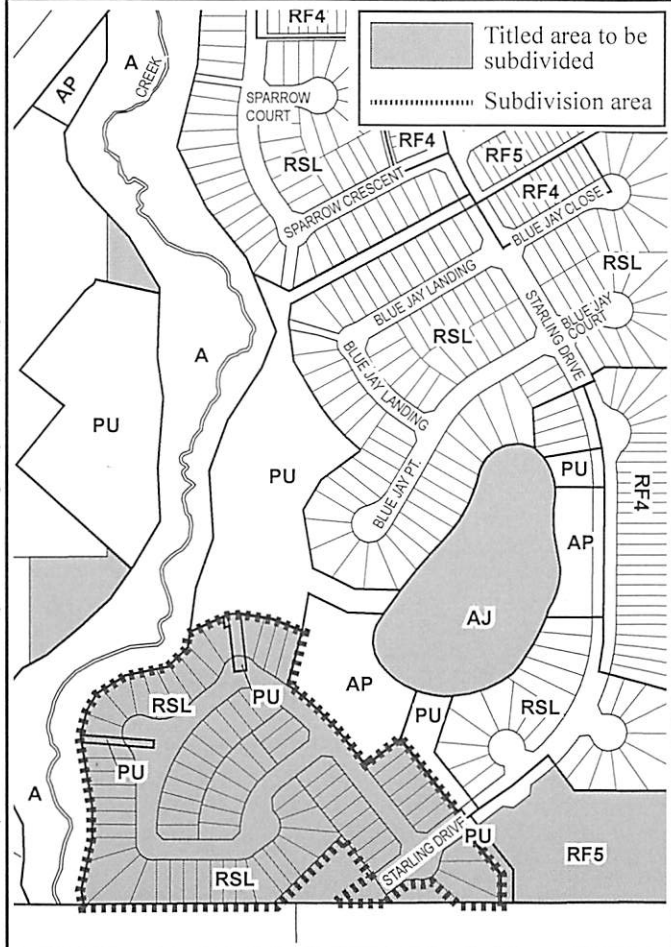 RF4
Titled area to be
subdivided
Subdivision area
A
AP
CREEK
SPARROW
COURT
RSL
RF4
RF5
RF4
SPARROW CRESCENT
BLUE JAY CLOSE
RSL
BLUE JAY LANDING
STARLING DRIVE
BLUE JAY
COURT
RSL
A
BLUE JAY LANDING
PU
PU
BLUE JAY PT.
PU
RF4
AP
AJ
AP
PU
RSL
RSL
PU
PU
A
STARLING DRIVE
PU
RF5
RSL